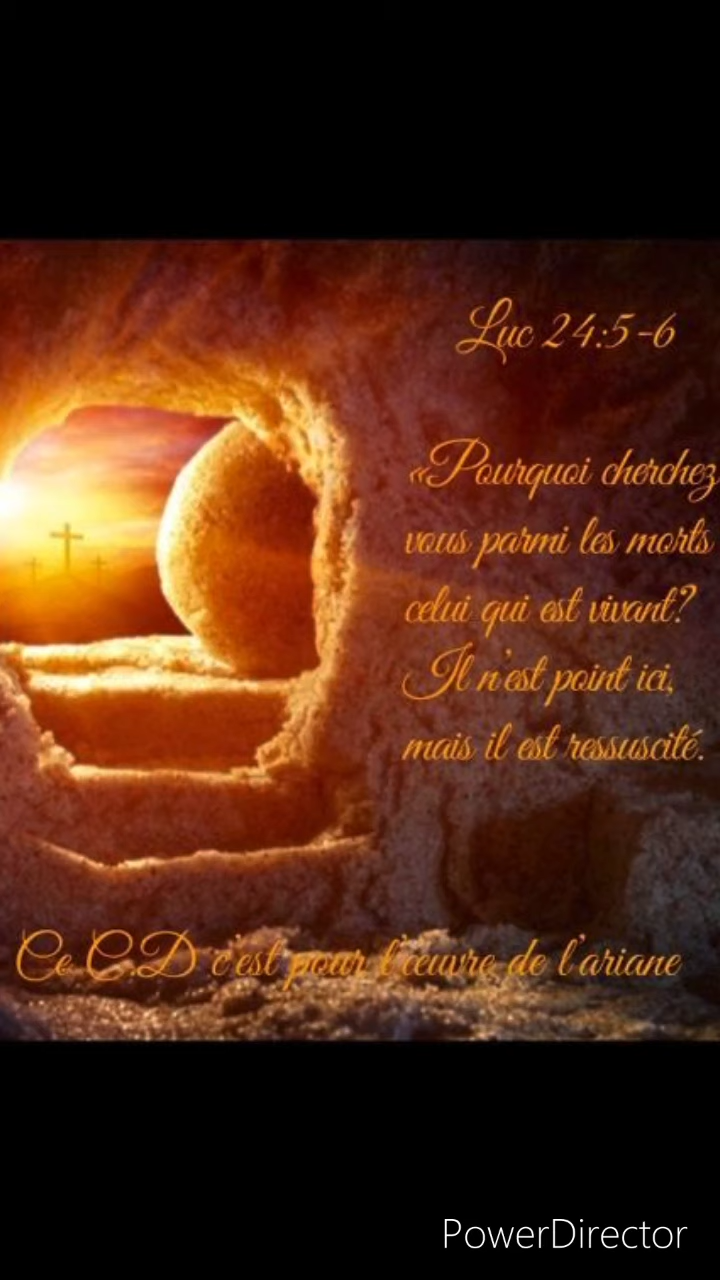 Luc 24:5-6
«Pourquoi cherchez
vous parmi les morts
celui qui est vivant?
Il n'est point ici,
mais il est ressuscité.
Ce C.D c'est pour l'œuvre de l'ariane
PowerDirector